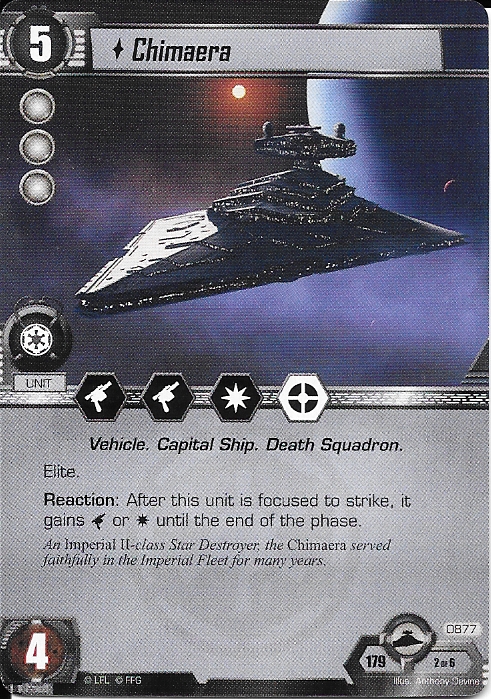 5
Chimaera
UNIT
Vehicle. Capital Ship. Death Squadron.
Elite.
Reaction: After this unit is focused to strike, it
gains or until the end of the phase.
An Imperial II-class Star Destroyer, the Chimaera served
faithfully in the Imperial Fleet for many years.
4
0877
179
2 OF 6
© LFL © FFG
Illus. Anthony Devine